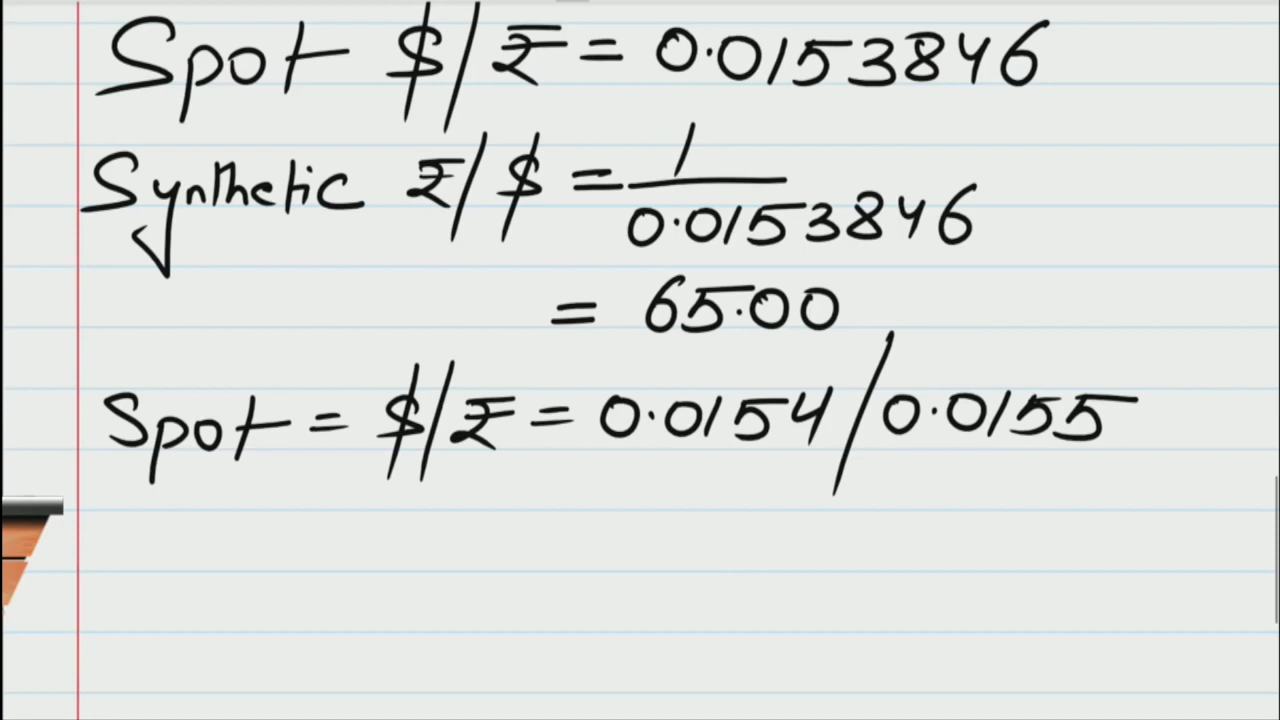 Spot $/₹ = 0.0153846
Synthetic ₹/$ = 1/0.0153846
= 65.00
Spot = $/₹ = 0.0154/0.0155